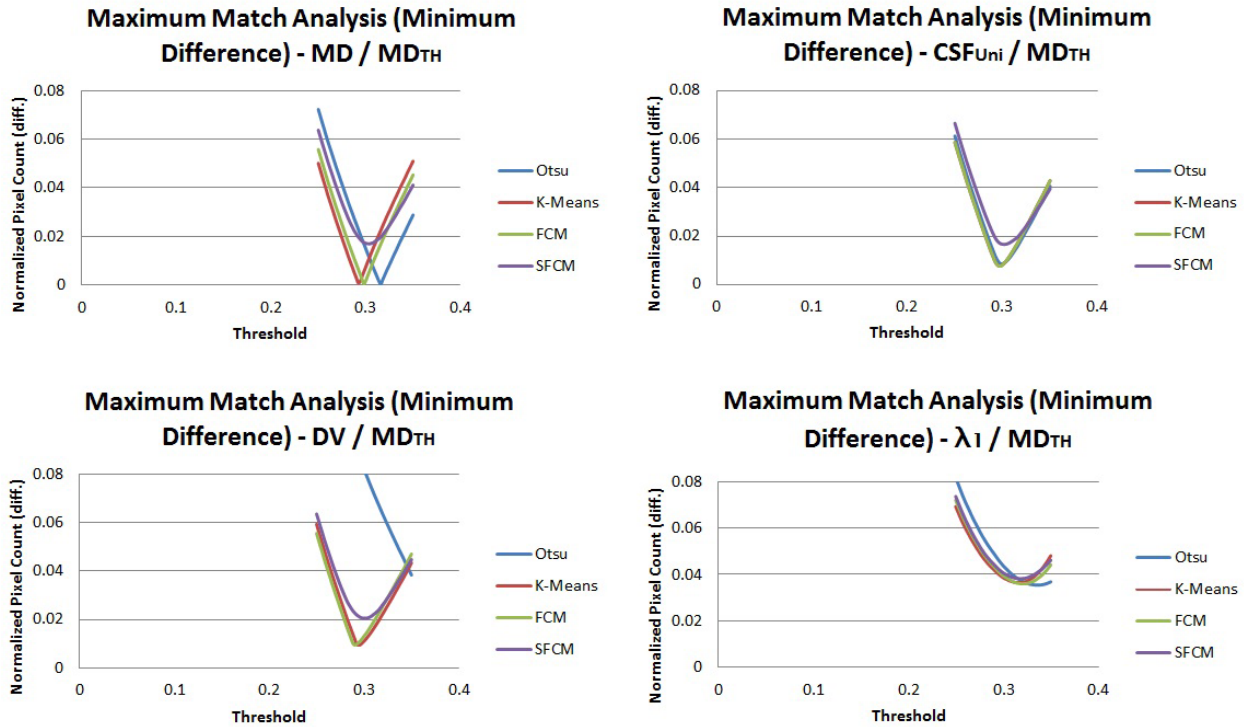 Maximum Match Analysis (Minimum
Difference) - MD / MDTH
Normalized Pixel Count (diff.)
0.08
0.06
0.04
0.02
0
0
0.1
0.2
0.3
0.4
Threshold
Otsu
K-Means
FCM
SFCM
Maximum Match Analysis (Minimum
Difference) - CSFUni / MDTH
Normalized Pixel Count (diff.)
0.08
0.06
0.04
0.02
0
0
0.1
0.2
0.3
0.4
Threshold
Otsu
K-Means
FCM
SFCM
Maximum Match Analysis (Minimum
Difference) - DV / MDTH
Normalized Pixel Count (diff.)
0.08
0.06
0.04
0.02
0
0
0.1
0.2
0.3
0.4
Threshold
Otsu
K-Means
FCM
SFCM
Maximum Match Analysis (Minimum
Difference) - λ1 / MDTH
Normalized Pixel Count (diff.)
0.08
0.06
0.04
0.02
0
0
0.1
0.2
0.3
0.4
Threshold
Otsu
K-Means
FCM
SFCM